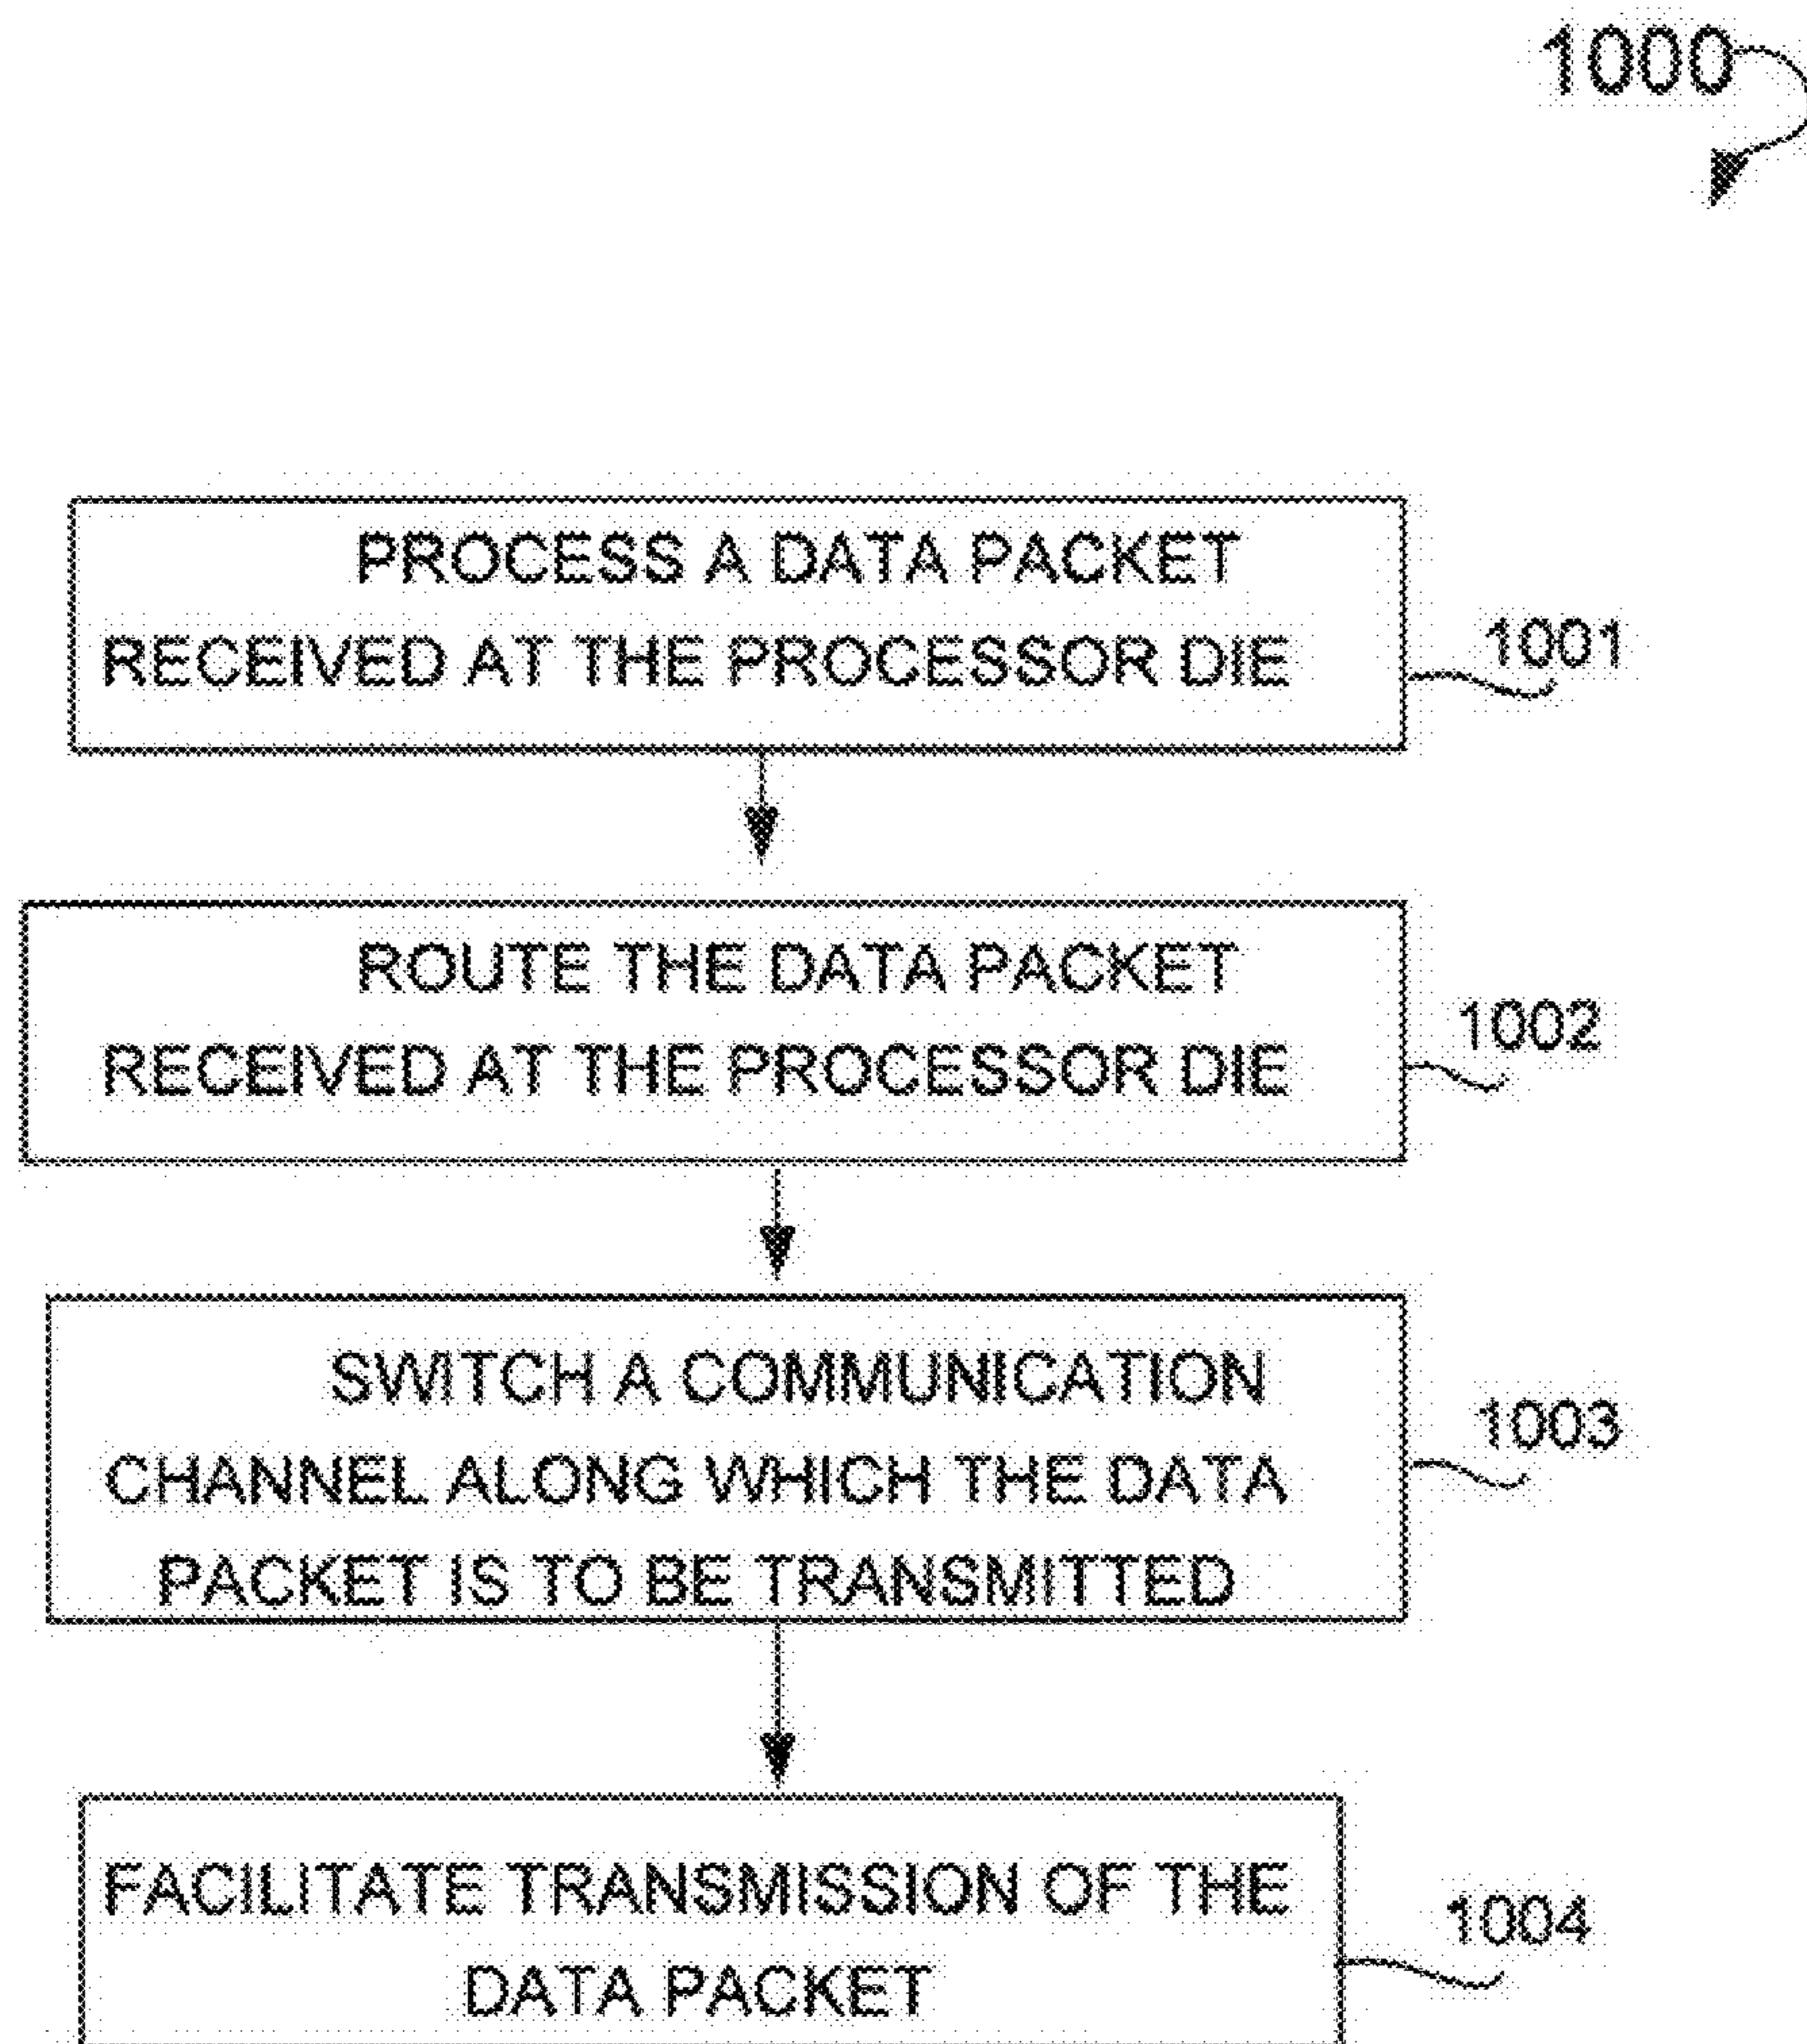 1000
PROCESS A DATA PACKET
RECEIVED AT THE PROCESSOR DIE
1001
ROUTE THE DATA PACKET
RECEIVED AT THE PROCESSOR DIE
1002
SWITCH A COMMUNICATION
CHANNEL ALONG WHICH THE DATA
PACKET IS TO BE TRANSMITTED
1003
FACILITATE TRANSMISSION OF THE
DATA PACKET
1004